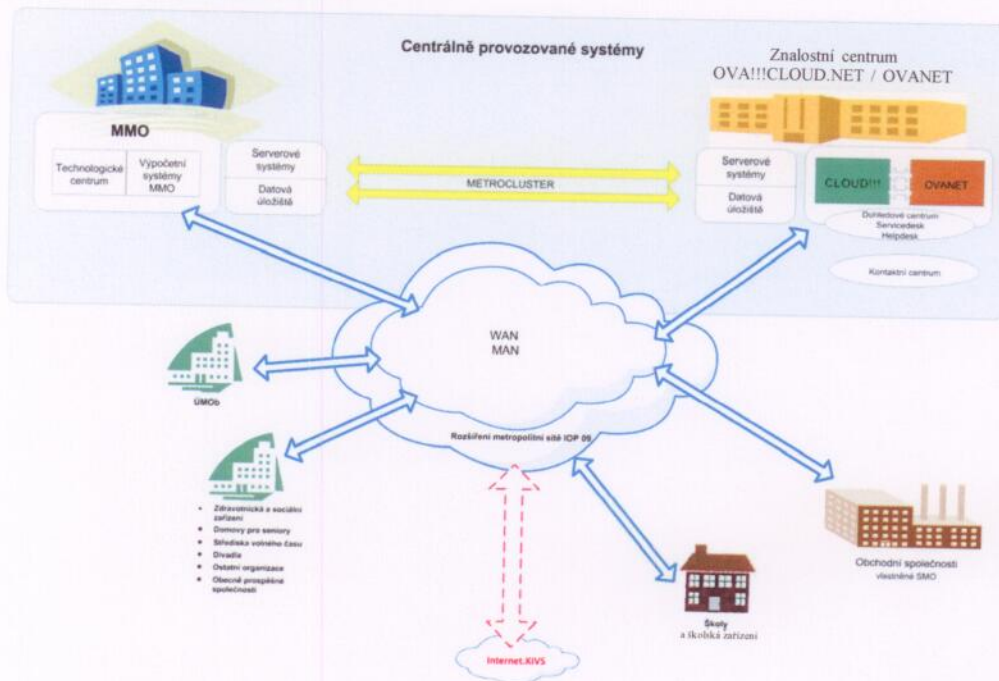 Centrálně provozované systémy
Znalostní centrum
OVA!!!CLOUD.NET / OVANET
MMO
Technologické
centrum
Výpočetní
systémy
MMO
Serverové
systémy
Datová
úložiště
METROCLUSTER
Serverové
systémy
Datová
úložiště
CLOUD!!!
OVANET
Dohledové centrum
Servicedesk
Helpdesk
Kontaktní centrum
WAN
MAN
ÚMOb
Rozšíření metropolitní sítě IOP 09
• Zdravotnická a sociální
zařízení
• Domovy pro seniory
• Střediska volného času
• Divadla
• Ostatní organizace
• Obecně prospěšné
společnosti
Obchodní společnosti
vlastněné SMO
Školy
a školská zařízení
Internet.KIVS